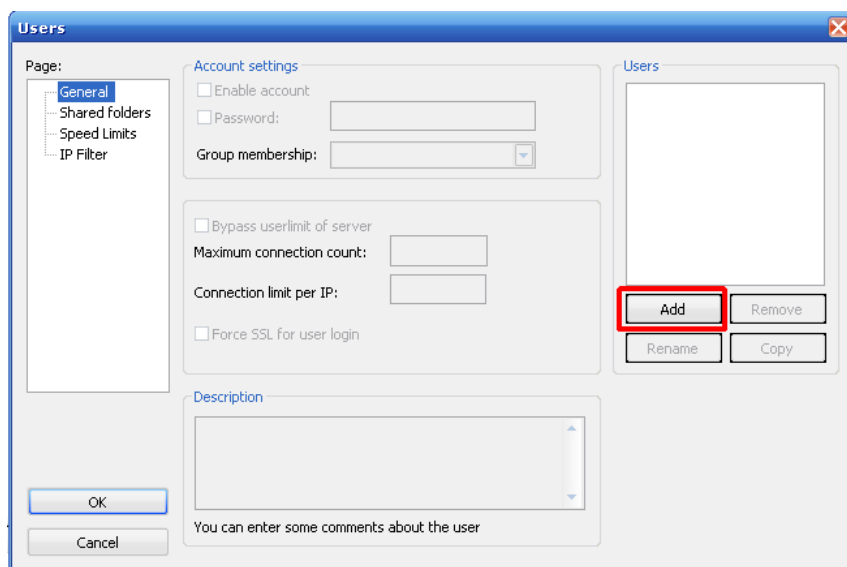 Users
Page:
General
Shared folders
Speed Limits
IP Filter
Account settings
Enable account
Password:
Group membership:
Bypass userlimit of server
Maximum connection count:
Connection limit per IP:
Force SSL for user login
Description
You can enter some comments about the user
Users
Add
Remove
Rename
Copy
OK
Cancel